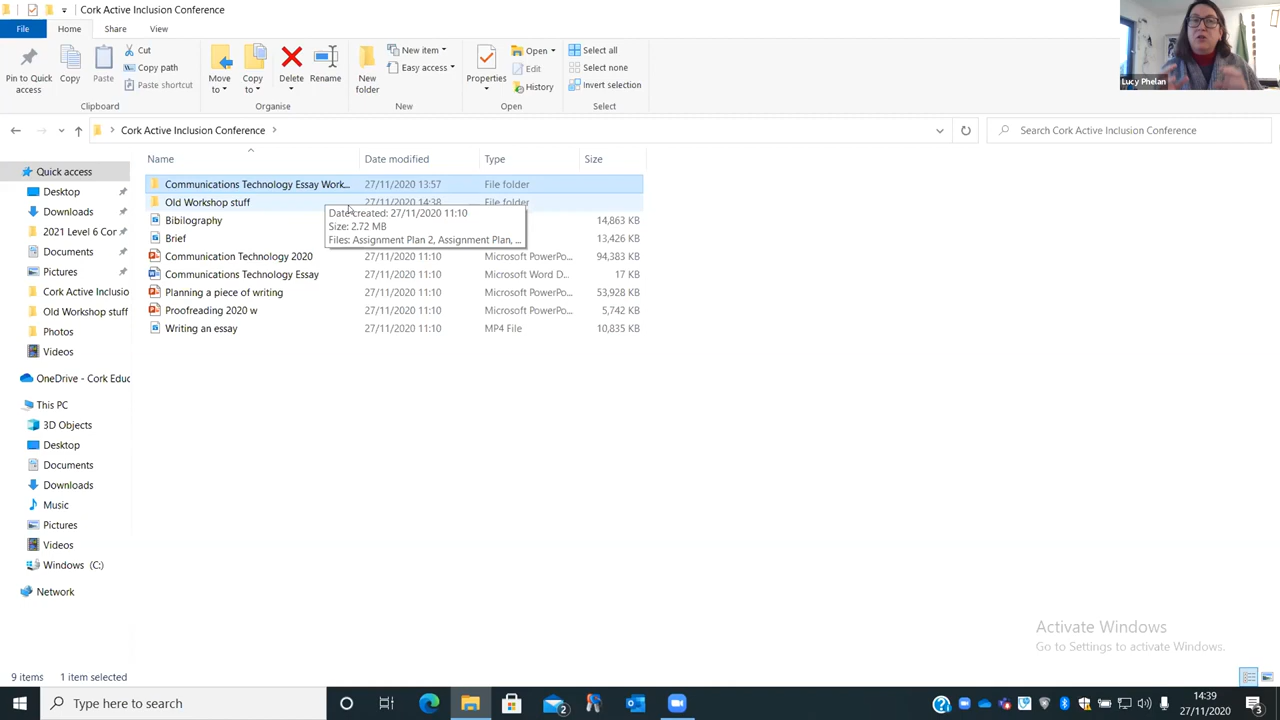 Cork Active Inclusion Conference
File Home Share View
Pin to Quick access
Copy
Paste
Cut
Copy path
Paste shortcut
Clipboard
Move to
Copy to
Delete
Rename
Organise
New folder
New item
Easy access
New
Properties
Open
Edit
History
Open
Select all
Select none
Invert selection
Select
Lucy Phelan
Cork Active Inclusion Conference
Search Cork Active Inclusion Conference
Quick access
Desktop
Downloads
2021 Level 6 Cor
Documents
Pictures
Cork Active Inclusio
Old Workshop stuff
Photos
Videos
OneDrive - Cork Educ
This PC
3D Objects
Desktop
Documents
Downloads
Music
Pictures
Videos
Windows (C:)
Network
Name Date modified Type Size
Communications Technology Essay Work... 27/11/2020 13:57 File folder
Old Workshop stuff 27/11/2020 14:38 File folder
Bibilography 14,863 KB
Brief 13,426 KB
Communication Technology 2020 27/11/2020 11:10 Microsoft PowerPo... 94,383 KB
Communications Technology Essay 27/11/2020 11:10 Microsoft Word D... 17 KB
Planning a piece of writing 27/11/2020 11:10 Microsoft PowerPo... 53,928 KB
Proofreading 2020 w 27/11/2020 11:10 Microsoft PowerPo... 5,742 KB
Writing an essay 27/11/2020 11:10 MP4 File 10,835 KB
Date created: 27/11/2020 11:10
Size: 2.72 MB
Files: Assignment Plan 2, Assignment Plan, ...
Activate Windows
Go to Settings to activate Windows.
9 items 1 item selected
Type here to search
2
14:39
27/11/2020
3